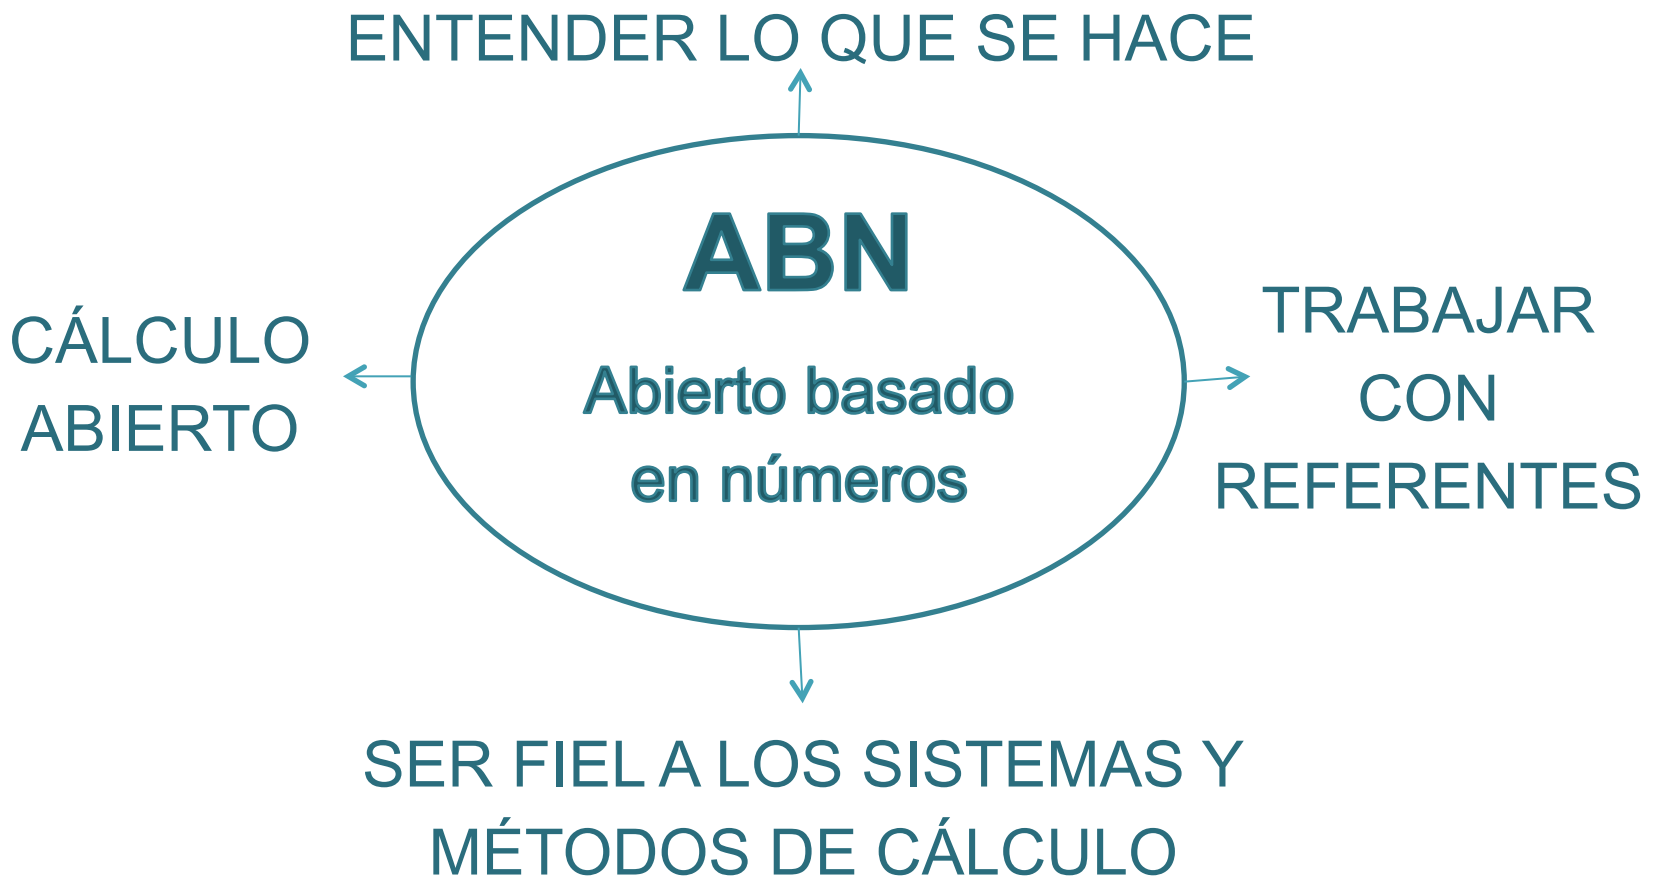 ENTENDER LO QUE SE HACE
ABN
Abierto basado
en números
CÁLCULO
ABIERTO
TRABAJAR
CON
REFERENTES
SER FIEL A LOS SISTEMAS Y
MÉTODOS DE CÁLCULO